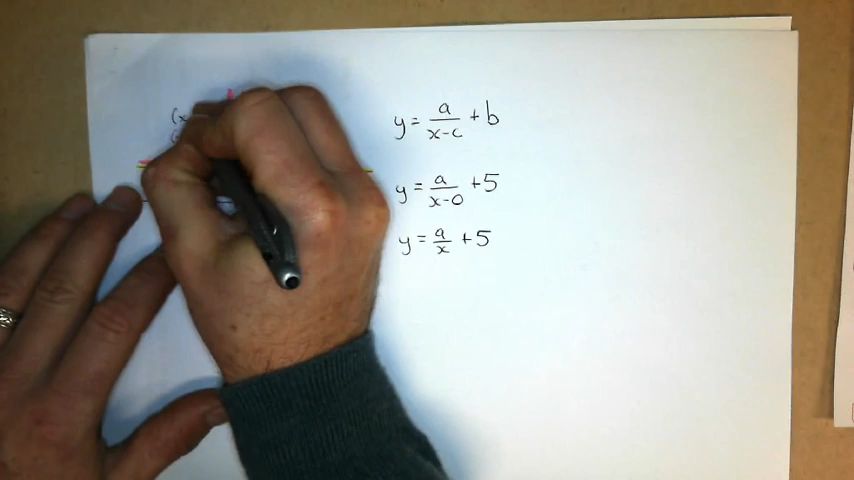 (x
y = a/(x-c) + b
y = a/(x-0) + 5
y = a/x + 5